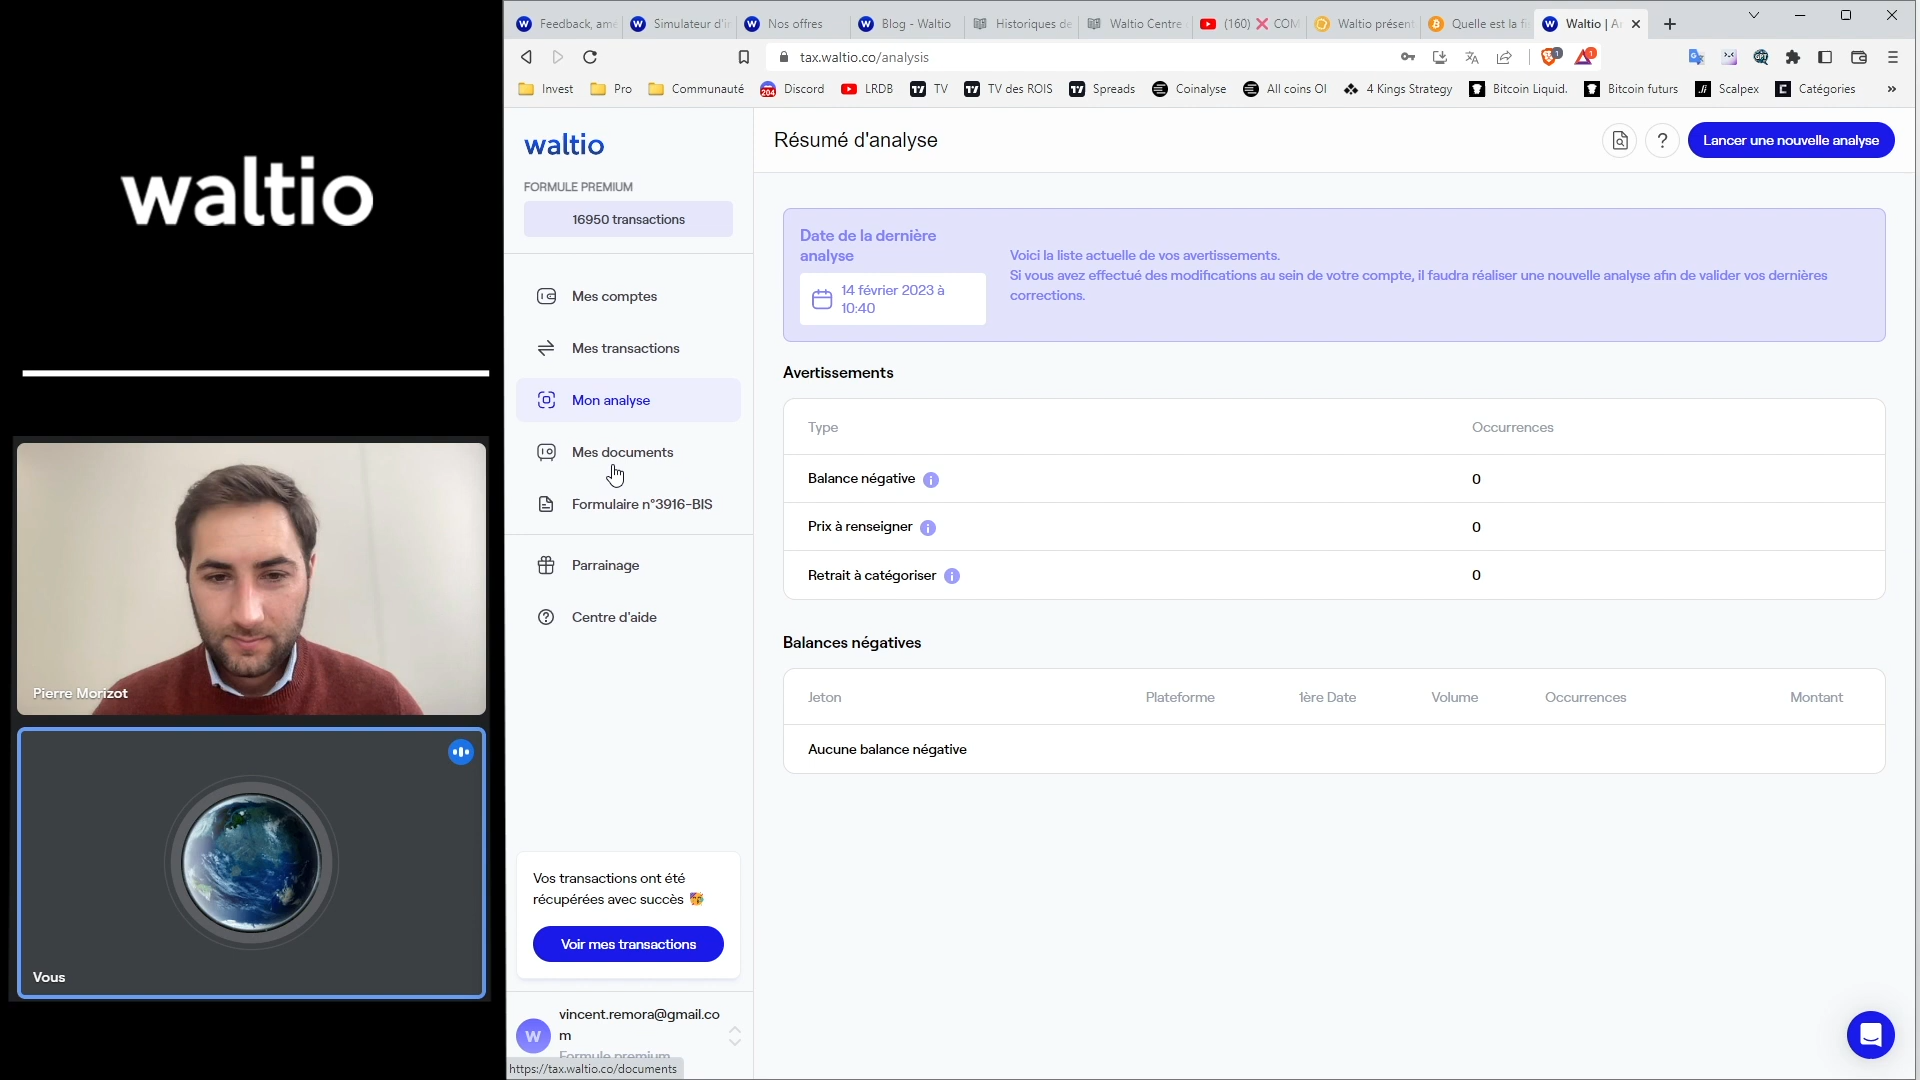 Feedback, amé
Simulateur d'i
Nos offres
Blog - Waltio
Historiques de
Waltio Centre
(160) ❌ COM
Waltio présent
Quelle est la fi
Waltio | A
tax.waltio.co/analysis
Invest
Pro
Communauté
Discord
LRDB
TV
TV des ROIS
Spreads
Coinalyse
All coins OI
4 Kings Strategy
Bitcoin Liquid.
Bitcoin futurs
Scalpex
Catégories
»
waltio
Pierre Morizot
Vous
waltio
FORMULE PREMIUM
16950 transactions
Mes comptes
Mes transactions
Mon analyse
Mes documents
Formulaire n°3916-BIS
Parrainage
Centre d'aide
Vos transactions ont été
récupérées avec succès 🎉
Voir mes transactions
W
vincent.remora@gmail.co
m
Formule premium
https://tax.waltio.co/documents
Résumé d'analyse
?
Lancer une nouvelle analyse
Date de la dernière
analyse
14 février 2023 à
10:40
Voici la liste actuelle de vos avertissements.
Si vous avez effectué des modifications au sein de votre compte, il faudra réaliser une nouvelle analyse afin de valider vos dernières
corrections.
Avertissements
Type Occurrences
Balance négative 0
Prix à renseigner 0
Retrait à catégoriser 0
Balances négatives
Jeton Plateforme 1ère Date Volume Occurrences Montant
Aucune balance négative